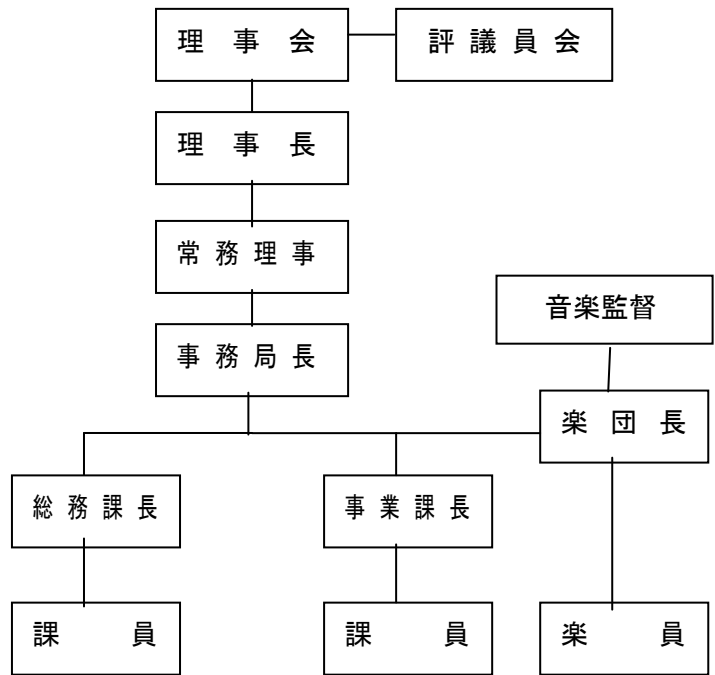 理事会
評議員会
理事長
常務理事
音楽監督
事務局長
楽団長
総務課長
事業課長
課員
課員
楽員